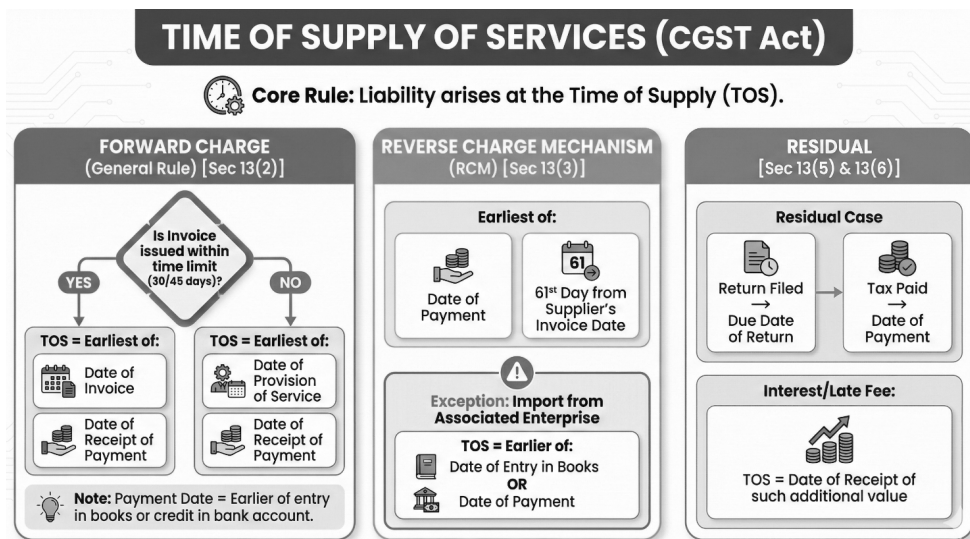 TIME OF SUPPLY OF SERVICES (CGST Act)
Core Rule: Liability arises at the Time of Supply (TOS).
FORWARD CHARGE
(General Rule) [Sec 13(2)]
Is Invoice
issued within
time limit
(30/45 days)?
YES
NO
TOS = Earliest of:
Date of
Invoice
Date of
Receipt of
Payment
TOS = Earliest of:
Date of
Provision
of Service
Date of
Receipt of
Payment
Note: Payment Date = Earlier of entry
in books or credit in bank account.
REVERSE CHARGE MECHANISM
(RCM) [Sec 13(3)]
Earliest of:
Date of
Payment
61
61st Day from
Supplier's
Invoice Date
Exception: Import from
Associated Enterprise
TOS = Earlier of:
Date of Entry in Books
OR
Date of Payment
RESIDUAL
[Sec 13(5) & 13(6)]
Residual Case
Return Filed
→
Due Date
of Return
Tax Paid
→
Date of
Payment
Interest/Late Fee:
TOS = Date of Receipt of
such additional value